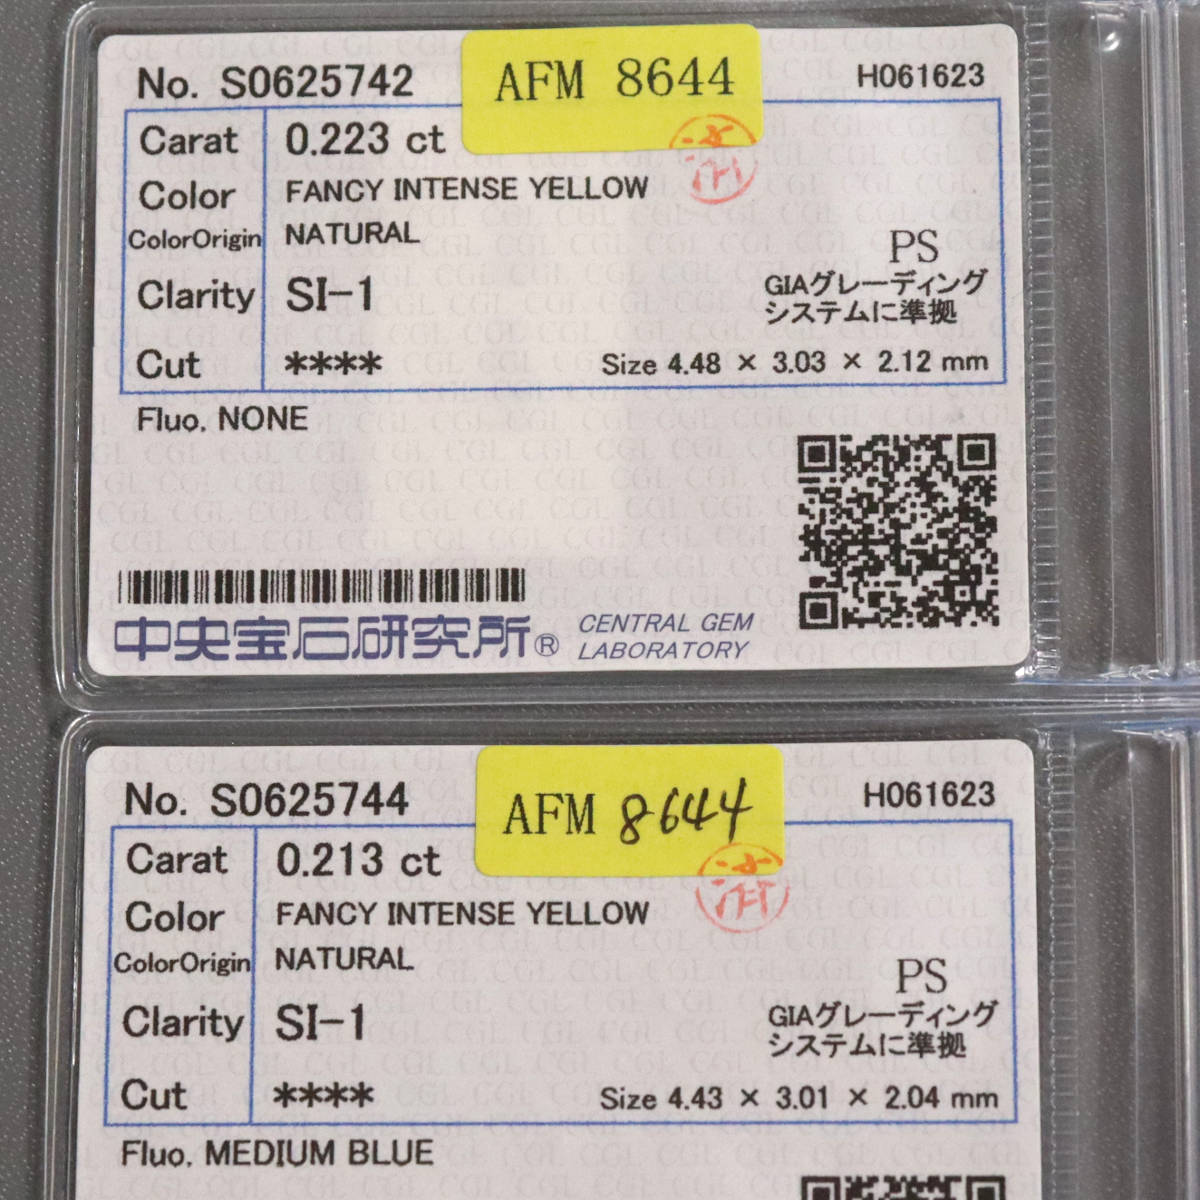 No. S0625742
AFM 8644
H061623
Carat 0.223 ct
済
Color FANCY INTENSE YELLOW
ColorOrigin NATURAL
PS
Clarity SI-1
GIAグレーディング
システムに準拠
Cut ****
Size 4.48 × 3.03 × 2.12 mm
Fluo. NONE
中央宝石研究所® CENTRAL GEM
LABORATORY
No. S0625744
AFM 8644
H061623
Carat 0.213 ct
済
Color FANCY INTENSE YELLOW
ColorOrigin NATURAL
PS
Clarity SI-1
GIAグレーディング
システムに準拠
Cut ****
Size 4.43 × 3.01 × 2.04 mm
Fluo. MEDIUM BLUE